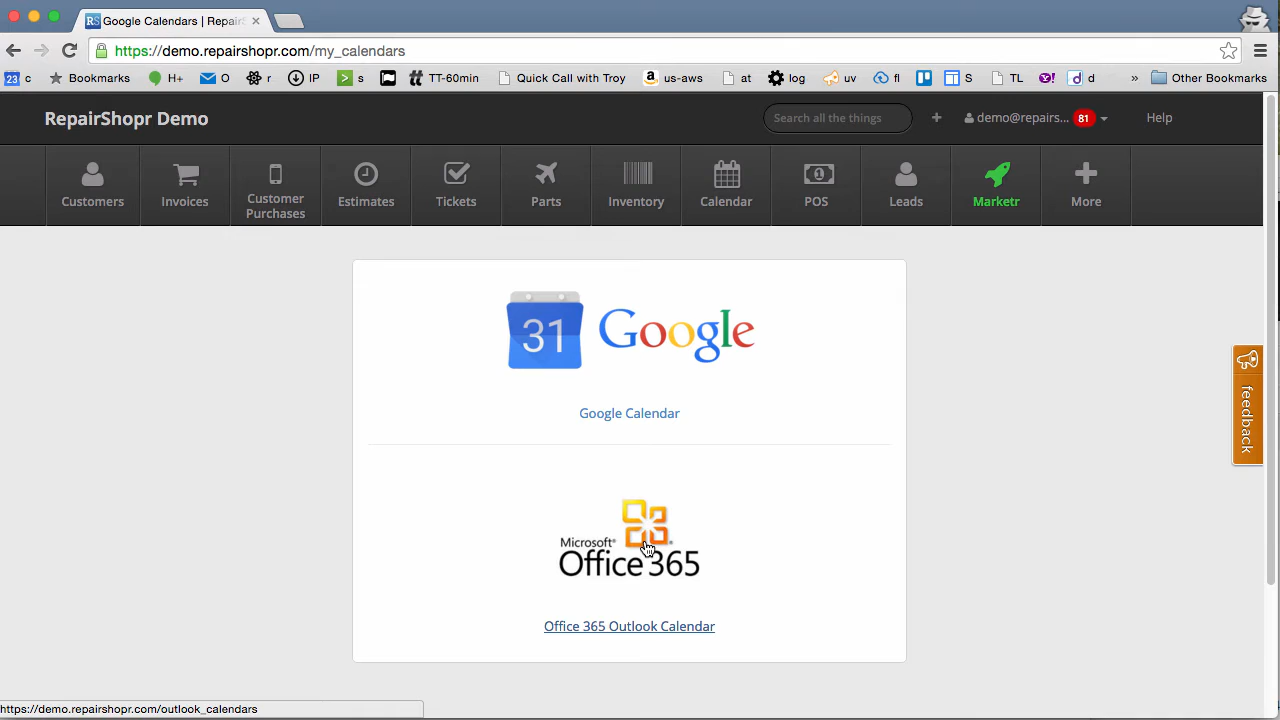 Google Calendars | RepairS
https://demo.repairshopr.com/my_calendars
23 c Bookmarks H+ O r IP s TT-60min Quick Call with Troy us-aws at log uv fl S TL Y! d » Other Bookmarks
RepairShopr Demo
Search all the things
demo@repairs... 81
Help
Customers
Invoices
Customer
Purchases
Estimates
Tickets
Parts
Inventory
Calendar
POS
Leads
Marketr
More
31 Google
Google Calendar
feedback
Microsoft®
Office 365
Office 365 Outlook Calendar
https://demo.repairshopr.com/outlook_calendars